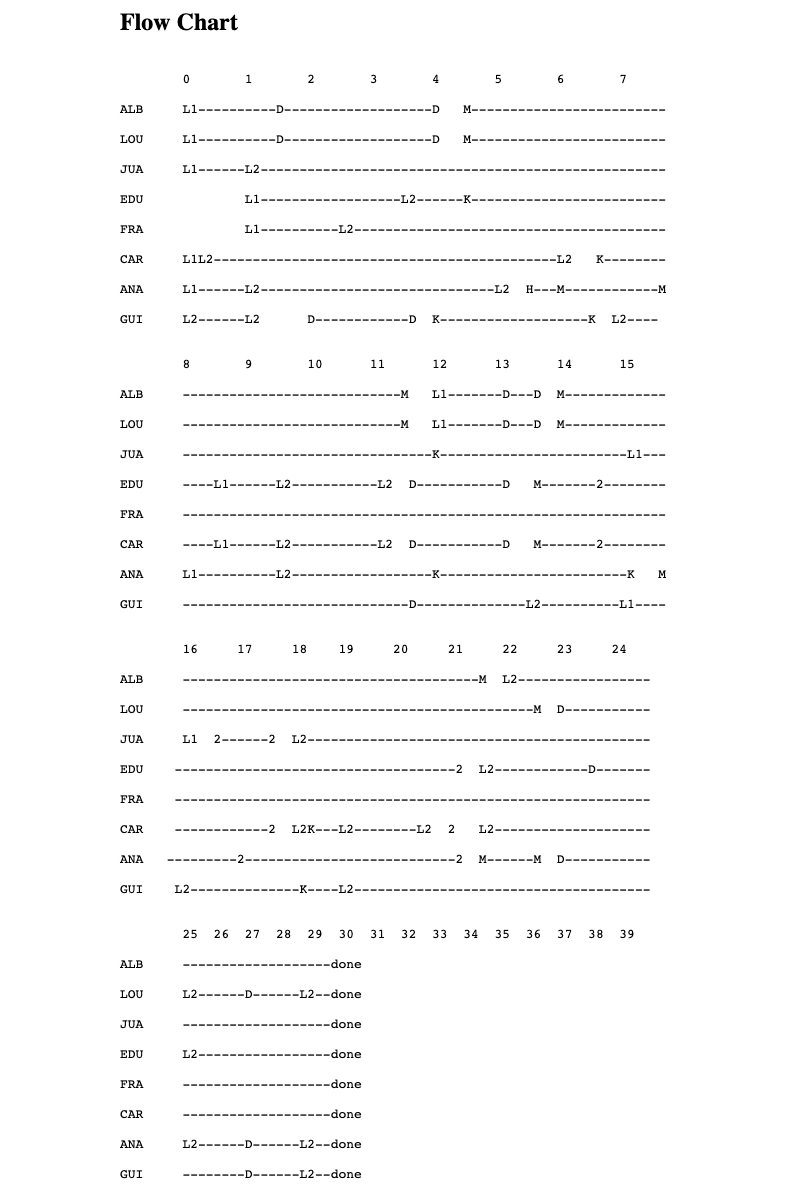 Flow Chart
0 1 2 3 4 5 6 7
ALB L1----------D-------------------D M-------------------------
LOU L1----------D-------------------D M-------------------------
JUA L1------L2----------------------------------------------------
EDU L1------------------L2------K-------------------------
FRA L1----------L2----------------------------------------
CAR L1L2--------------------------------------------L2 K--------
ANA L1------L2------------------------------L2 H---M------------M
GUI L2------L2 D------------D K-------------------K L2----
8 9 10 11 12 13 14 15
ALB ----------------------------M L1-------D---D M-------------
LOU ----------------------------M L1-------D---D M-------------
JUA --------------------------------K------------------------L1---
EDU ----L1------L2-----------L2 D-----------D M-------2--------
FRA --------------------------------------------------------------
CAR ----L1------L2-----------L2 D-----------D M-------2--------
ANA L1----------L2------------------K------------------------K M
GUI -----------------------------D--------------L2----------L1----
16 17 18 19 20 21 22 23 24
ALB --------------------------------------M L2-----------------
LOU ---------------------------------------------M D-----------
JUA L1 2------2 L2--------------------------------------------
EDU ------------------------------------2 L2------------D-------
FRA -------------------------------------------------------------
CAR ------------2 L2K---L2--------L2 2 L2--------------------
ANA ---------2---------------------------2 M------M D-----------
GUI L2--------------K----L2--------------------------------------
25 26 27 28 29 30 31 32 33 34 35 36 37 38 39
ALB -------------------done
LOU L2------D------L2--done
JUA -------------------done
EDU L2-----------------done
FRA -------------------done
CAR -------------------done
ANA L2------D------L2--done
GUI --------D------L2--done